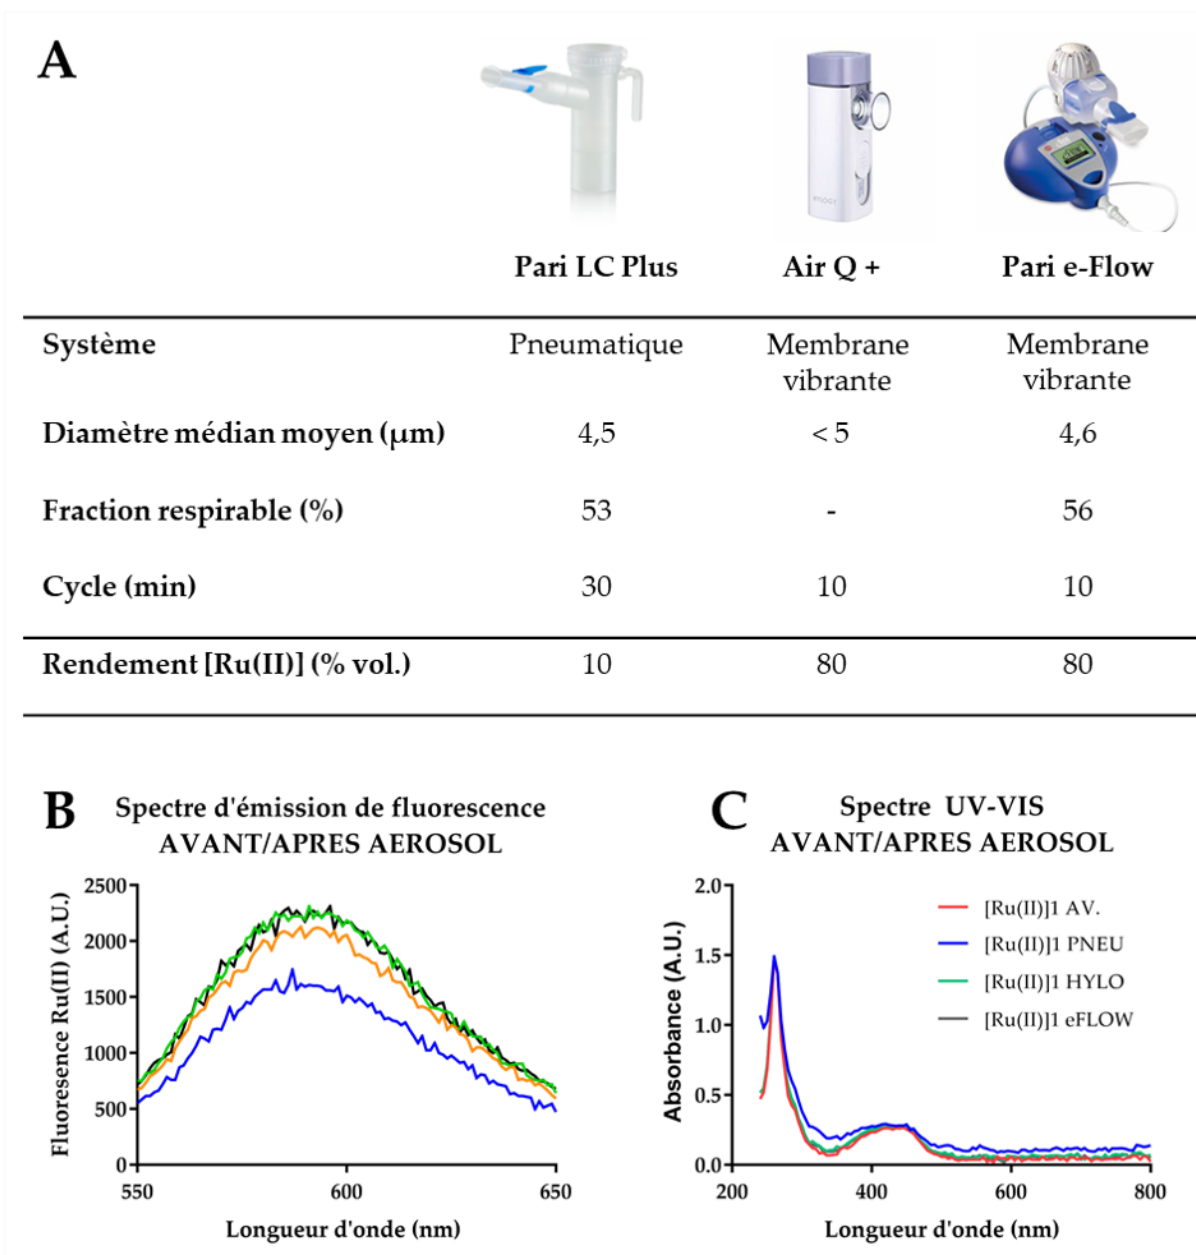 A
HYLOGY
Pari LC Plus Air Q + Pari e-Flow
Système Pneumatique Membrane vibrante Membrane vibrante
Diamètre médian moyen (µm) 4,5 < 5 4,6
Fraction respirable (%) 53 - 56
Cycle (min) 30 10 10
Rendement [Ru(II)] (% vol.) 10 80 80
B
Spectre d'émission de fluorescence
AVANT/APRES AEROSOL
Fluoresence Ru(II) (A.U.)
2500
2000
1500
1000
500
0
550 600 650
Longueur d'onde (nm)
C
Spectre UV-VIS
AVANT/APRES AEROSOL
Absorbance (A.U.)
2.0
1.5
1.0
0.5
0.0
200 400 600 800
Longueur d'onde (nm)
[Ru(II)]1 AV.
[Ru(II)]1 PNEU
[Ru(II)]1 HYLO
[Ru(II)]1 eFLOW